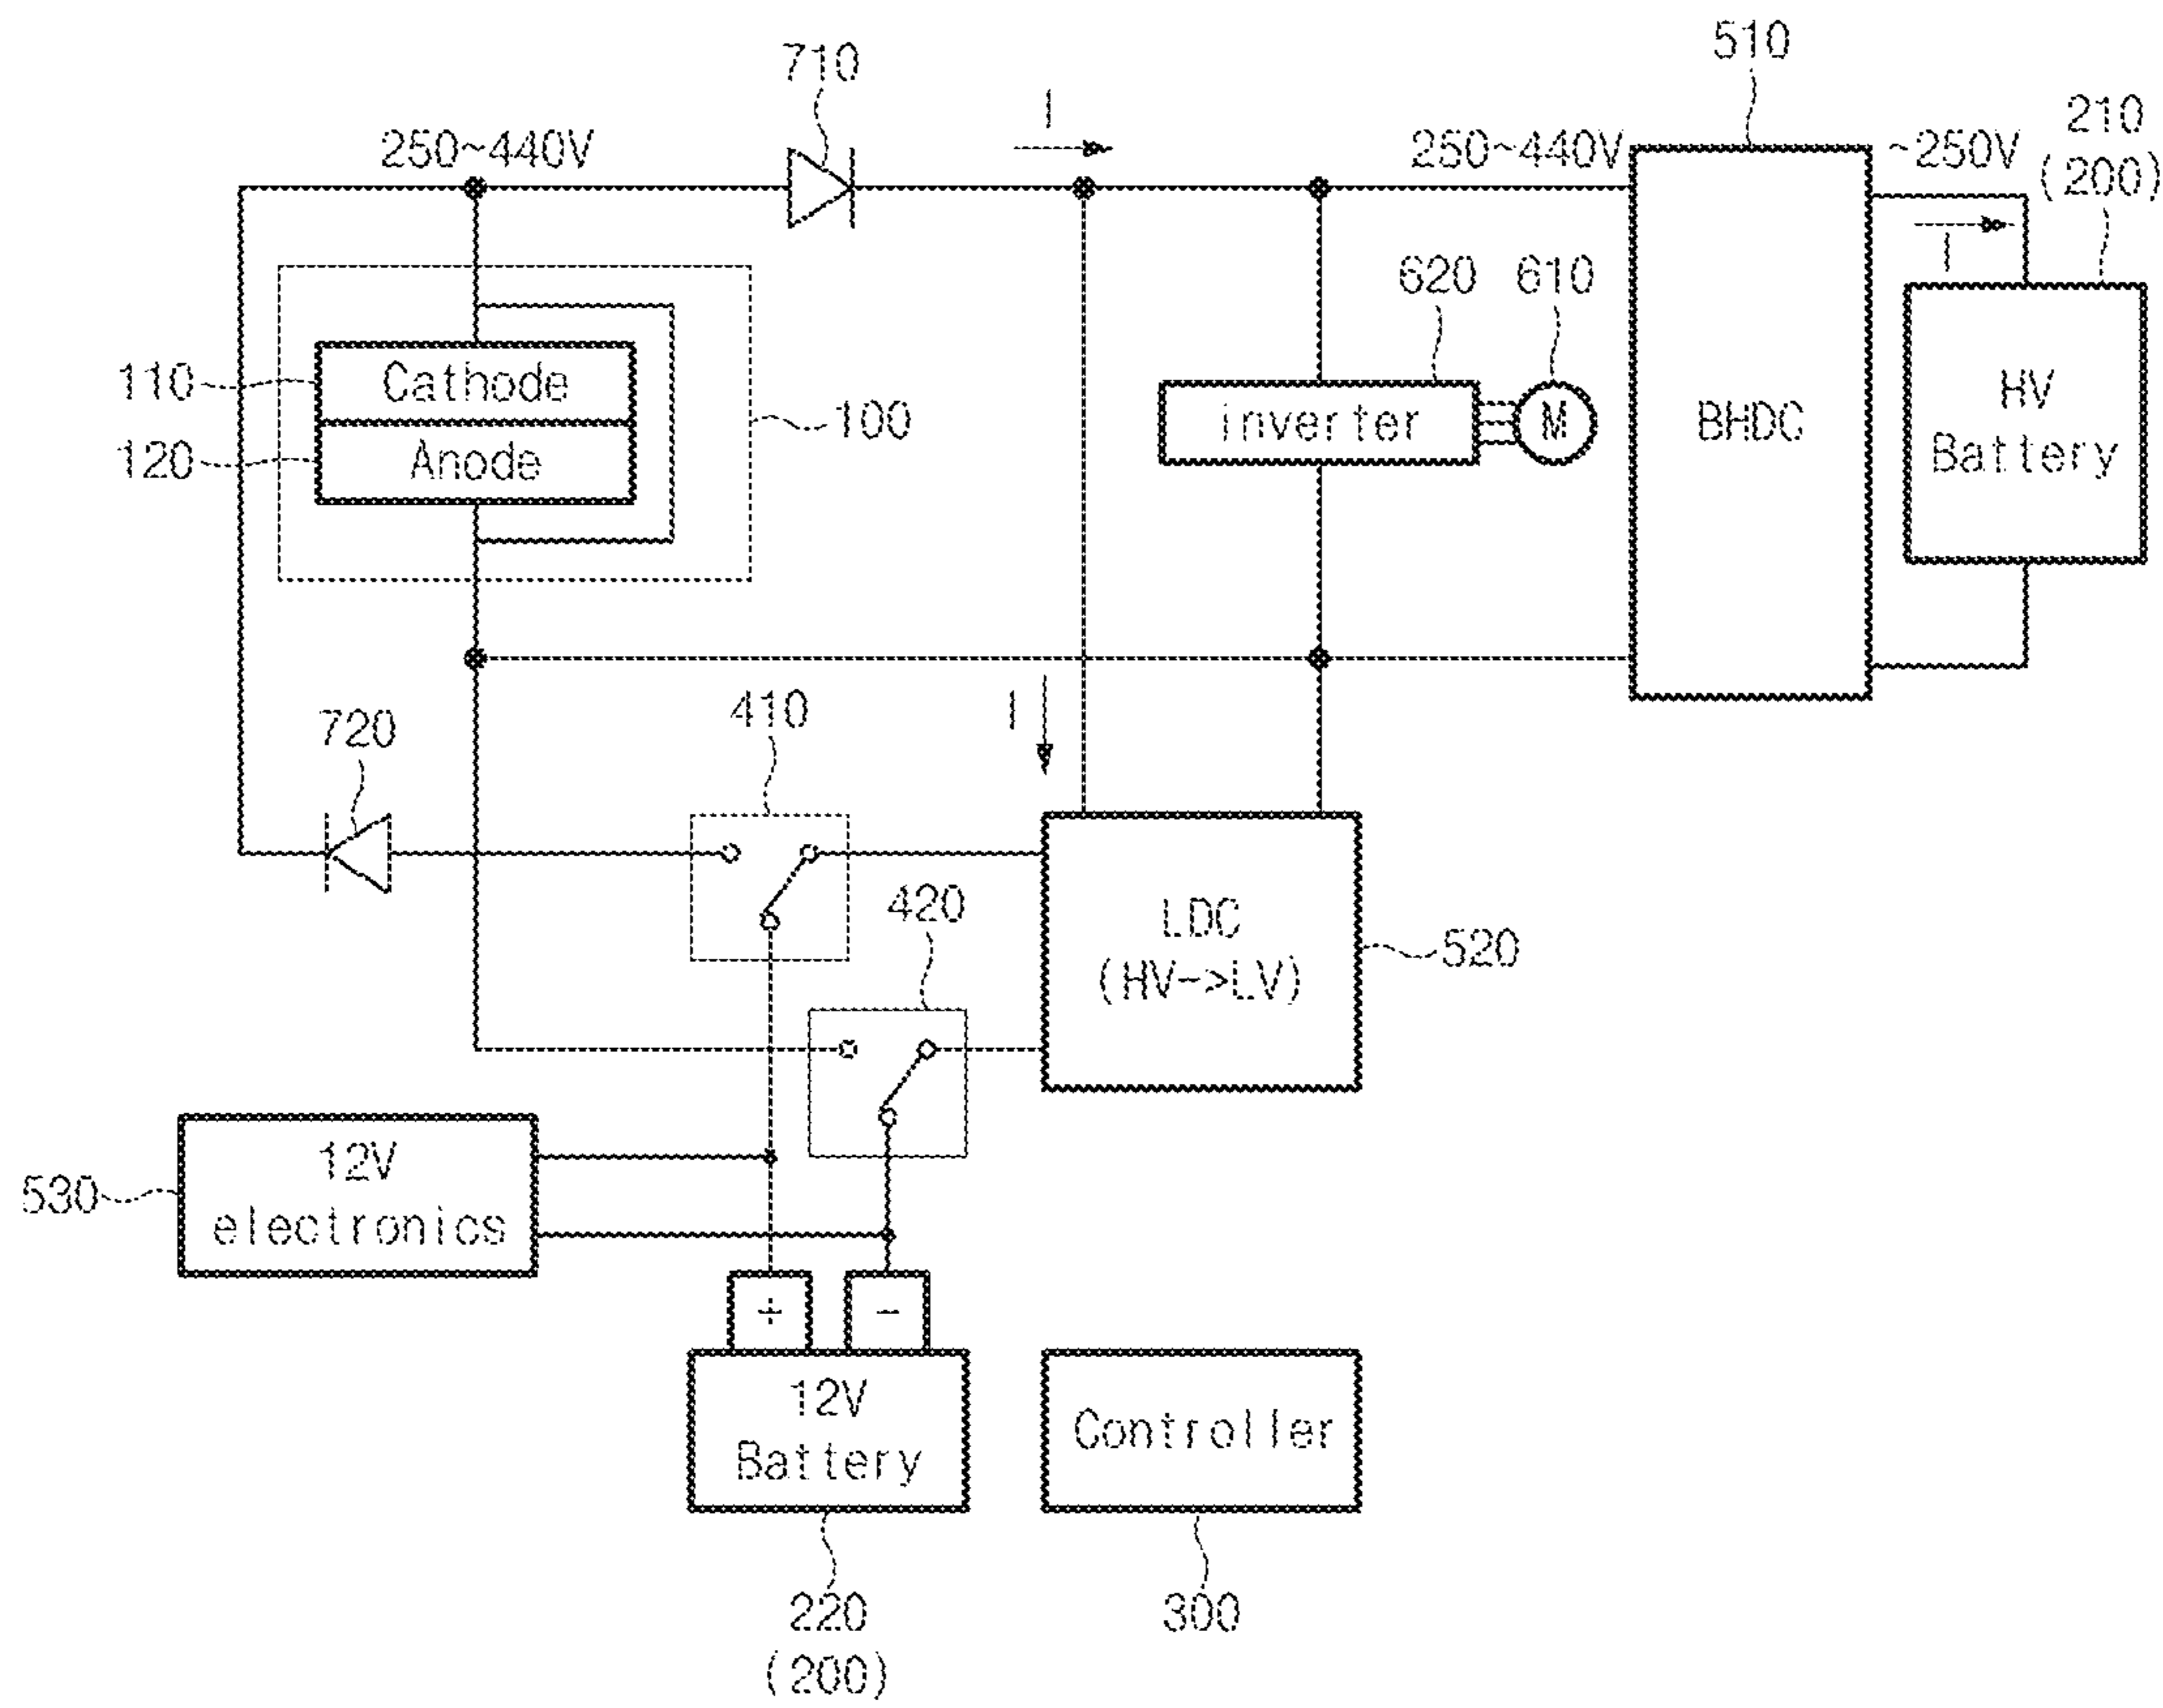 510
710
I
210
(200)
250~440V
250~440V
~250V
I
620
610
110
Cathode
100
inverter
M
BHDC
HV
Battery
120
Anode
410
I
720
420
LDC
(HV->LV)
520
530
12V
electronics
+
-
12V
Battery
Controller
220
(200)
300